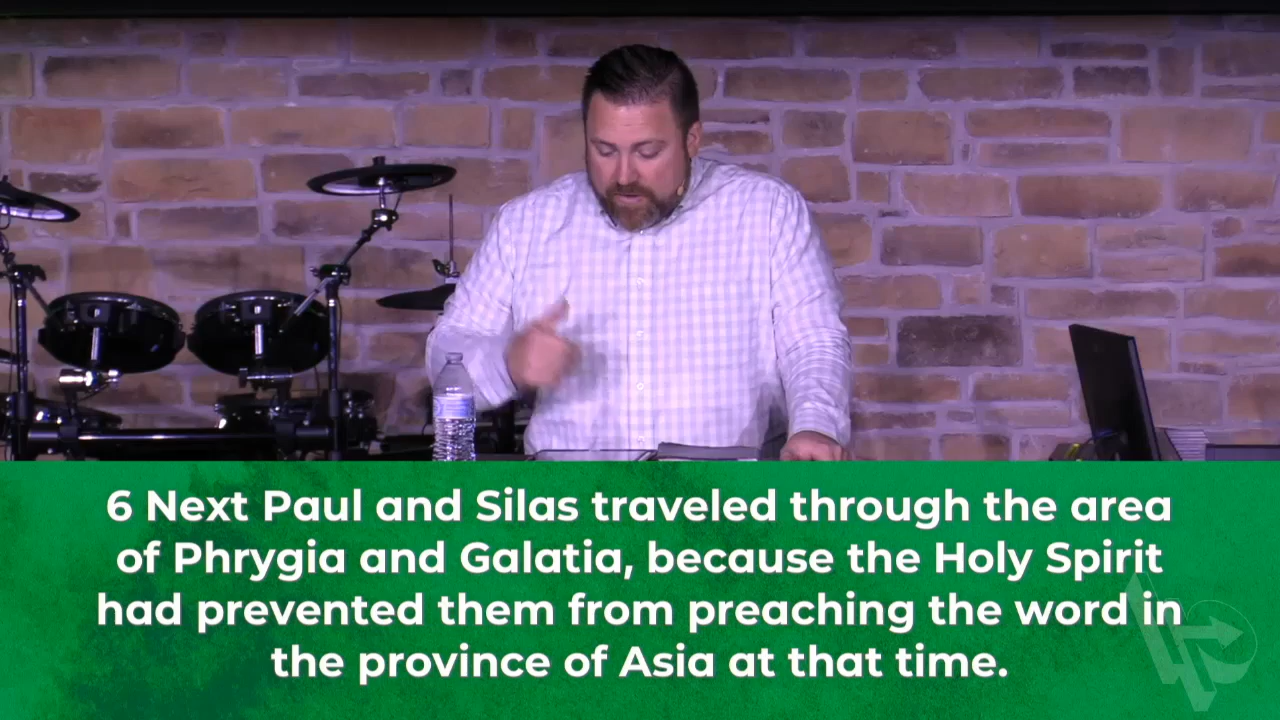 6 Next Paul and Silas traveled through the area
of Phrygia and Galatia, because the Holy Spirit
had prevented them from preaching the word in
the province of Asia at that time.